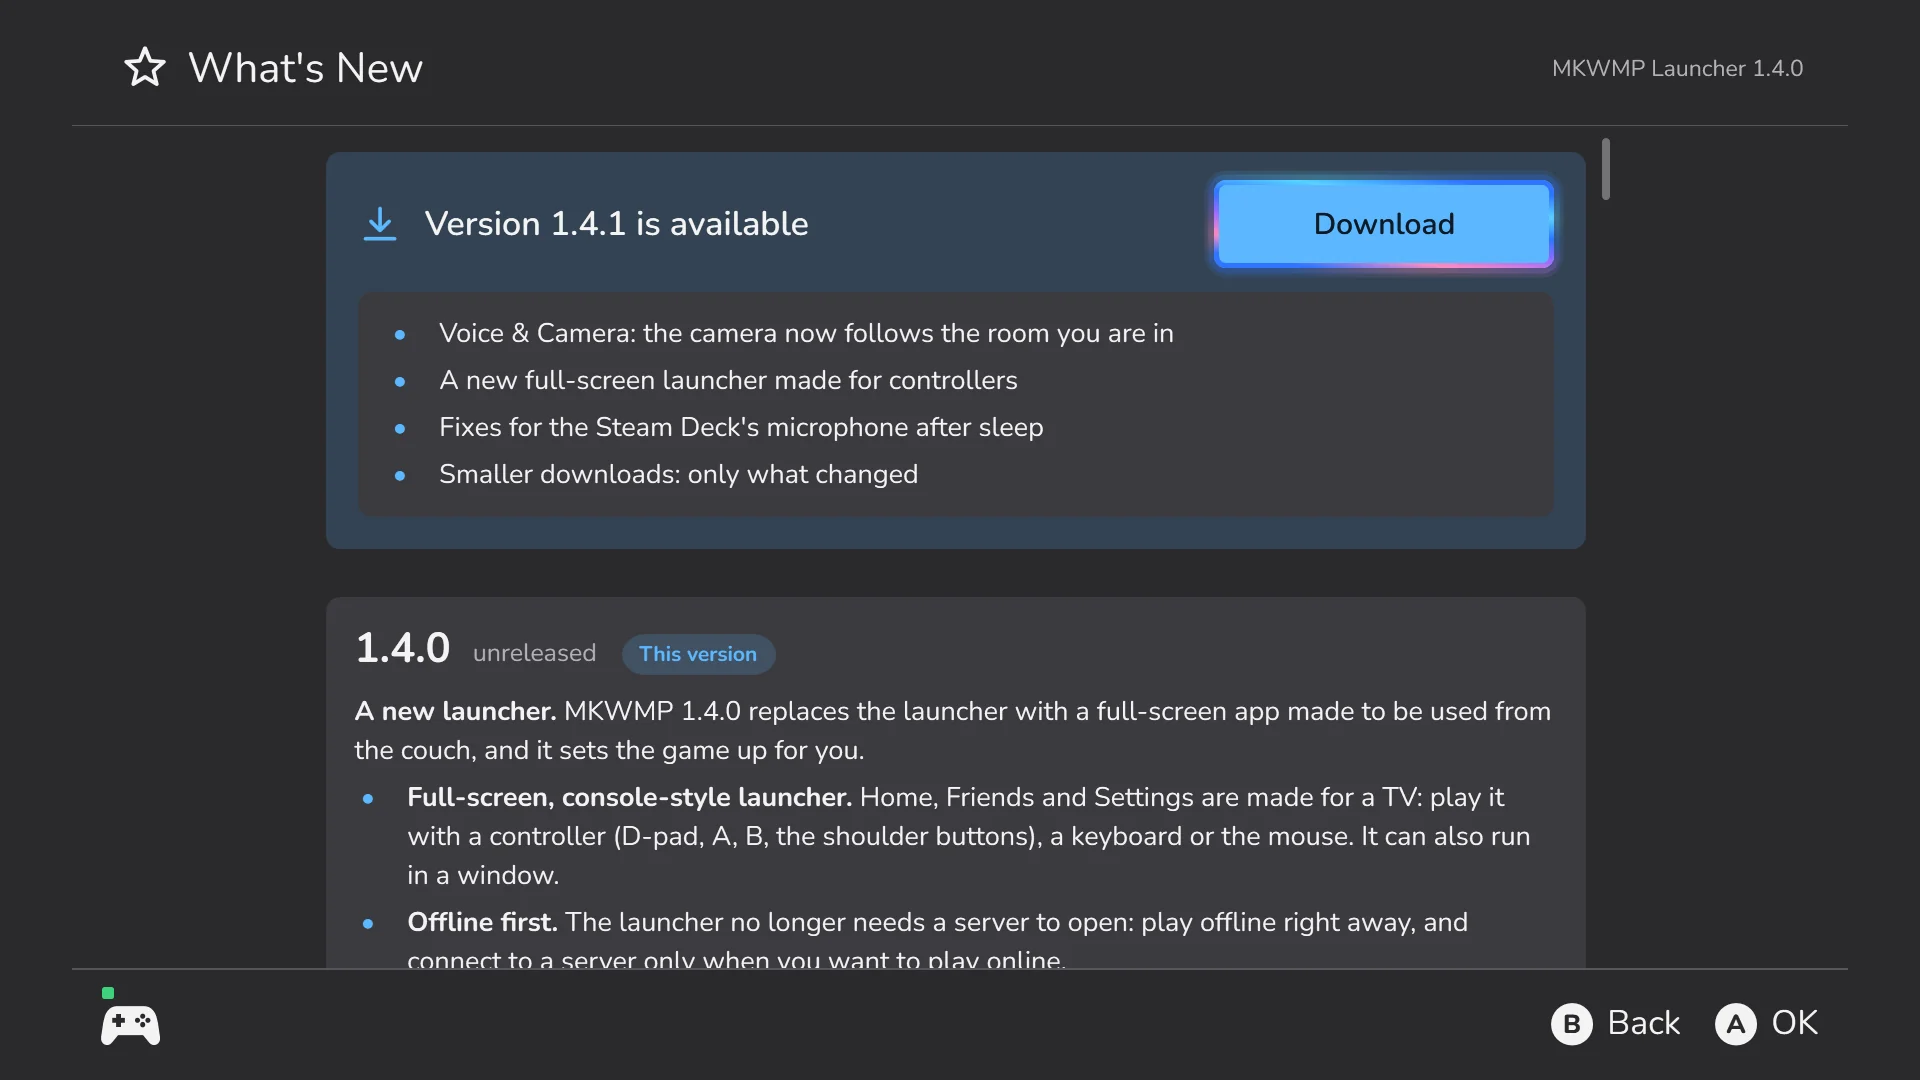 What's New
MKWMP Launcher 1.4.0
Version 1.4.1 is available
Download
Voice & Camera: the camera now follows the room you are in
A new full-screen launcher made for controllers
Fixes for the Steam Deck's microphone after sleep
Smaller downloads: only what changed
1.4.0 unreleased This version
A new launcher. MKWMP 1.4.0 replaces the launcher with a full-screen app made to be used from
the couch, and it sets the game up for you.
Full-screen, console-style launcher. Home, Friends and Settings are made for a TV: play it
with a controller (D-pad, A, B, the shoulder buttons), a keyboard or the mouse. It can also run
in a window.
Offline first. The launcher no longer needs a server to open: play offline right away, and
connect to a server only when you want to play online.
B Back A OK